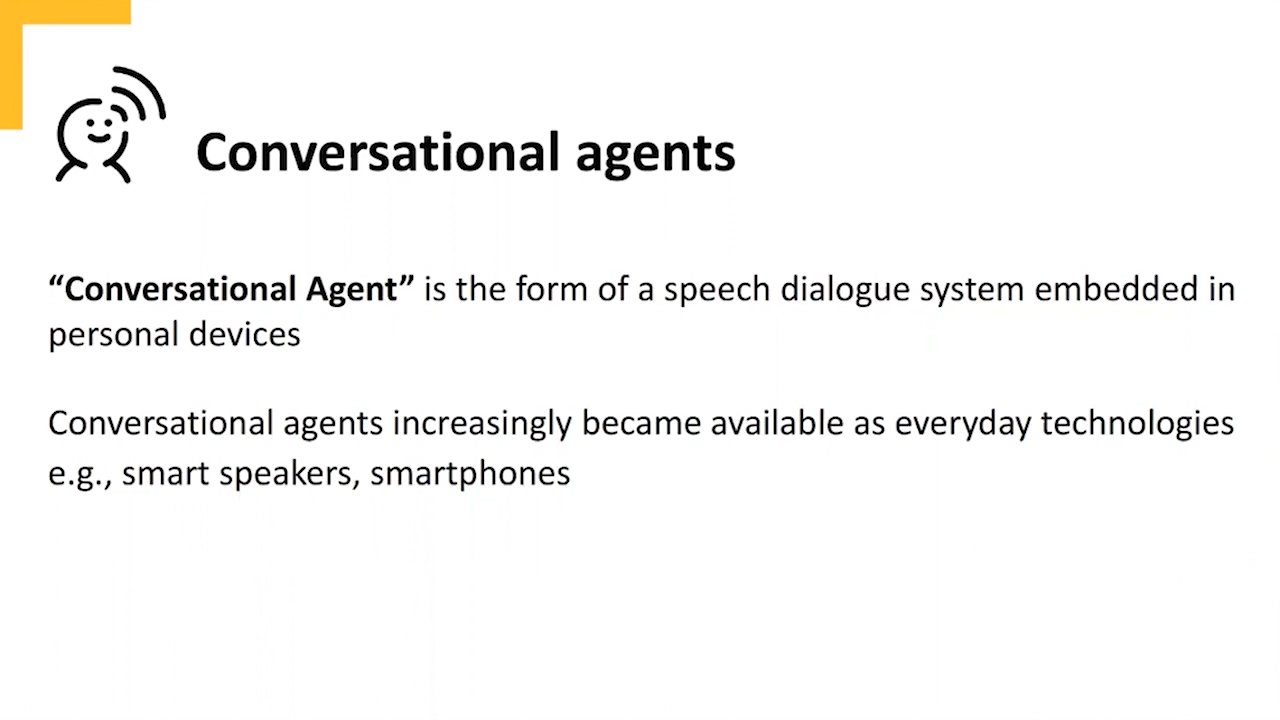 Conversational agents
“Conversational Agent” is the form of a speech dialogue system embedded in
personal devices
Conversational agents increasingly became available as everyday technologies
e.g., smart speakers, smartphones